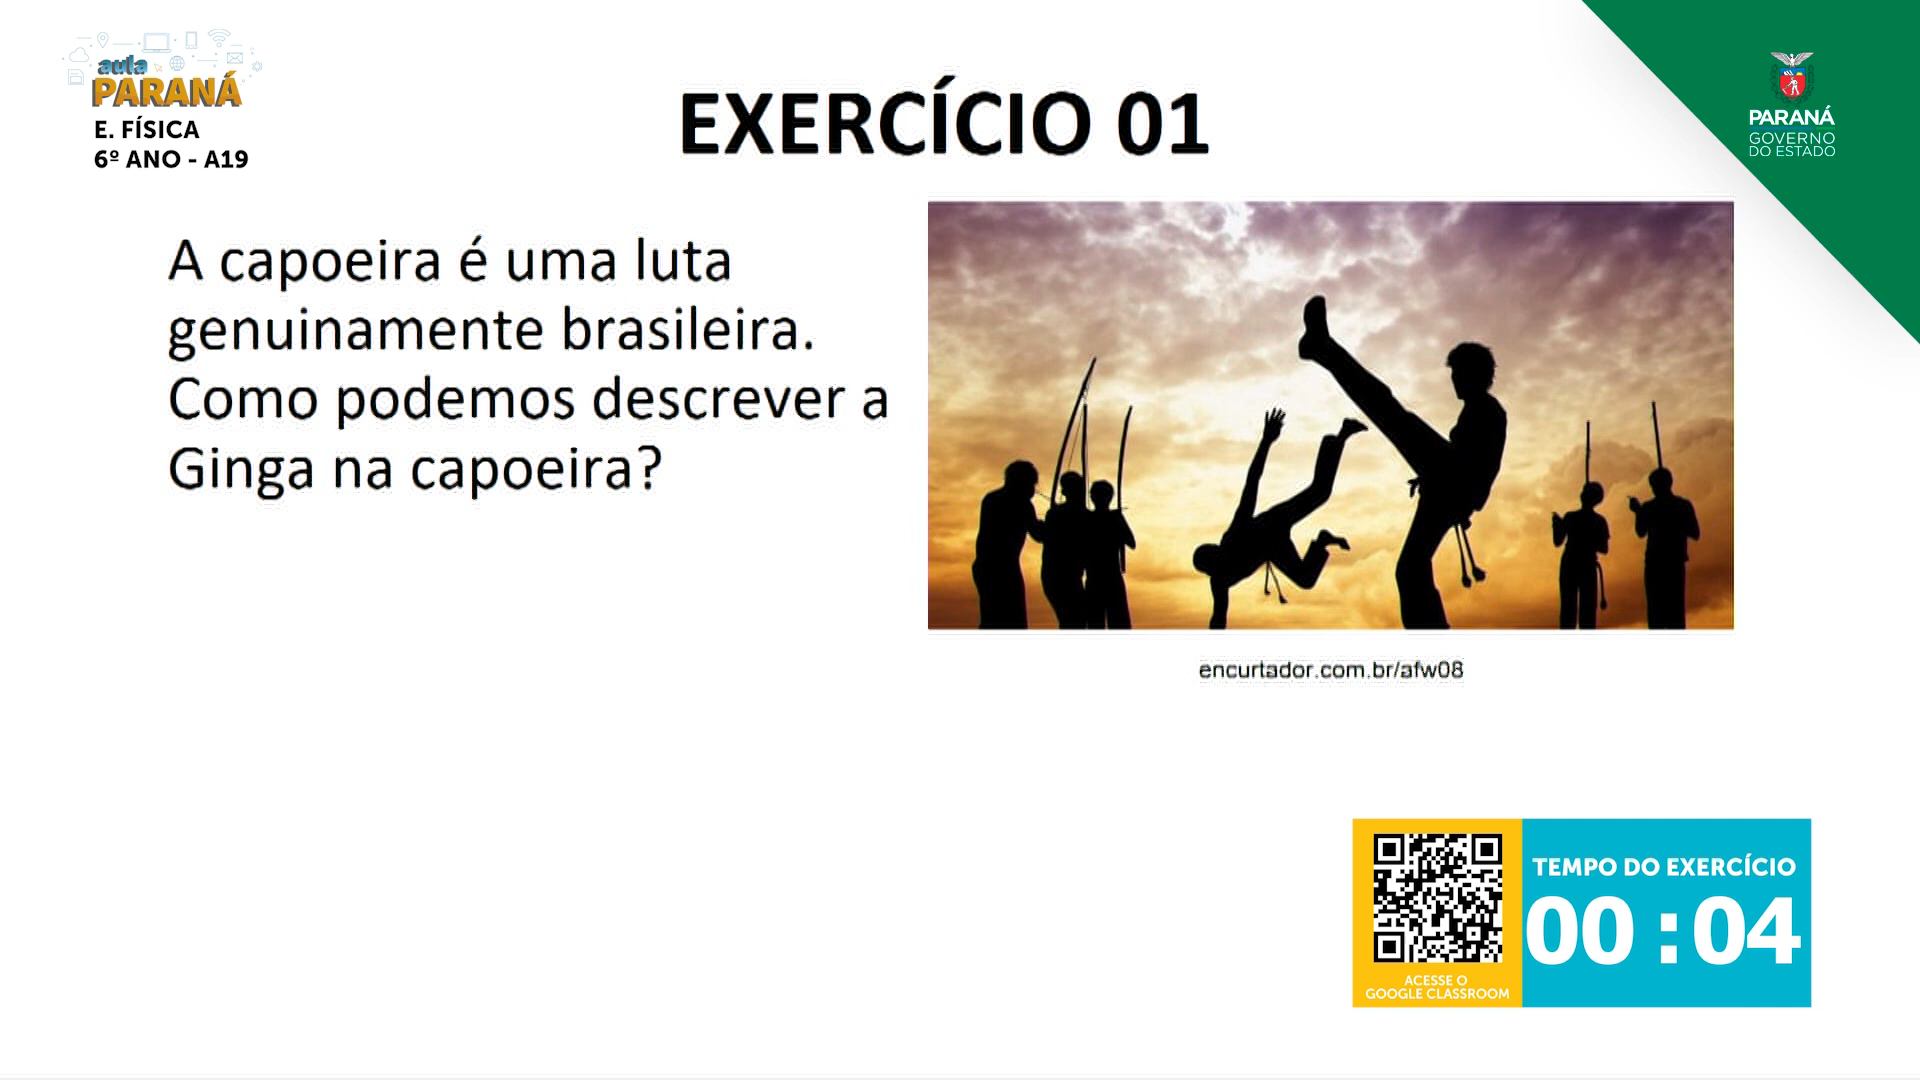 aula
PARANÁ
E. FÍSICA
6º ANO - A19
EXERCÍCIO 01
PARANÁ
GOVERNO
DO ESTADO
A capoeira é uma luta
genuinamente brasileira.
Como podemos descrever a
Ginga na capoeira?
encurtador.com.br/afw08
ACESSE O
GOOGLE CLASSROOM
TEMPO DO EXERCÍCIO
00 :04